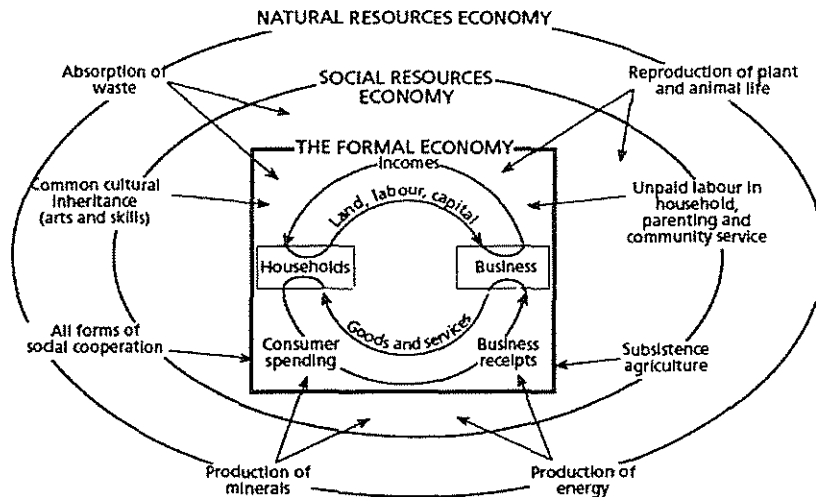 NATURAL RESOURCES ECONOMY
Absorption of
waste
SOCIAL RESOURCES
ECONOMY
Reproduction of plant
and animal life
THE FORMAL ECONOMY
Incomes
Land, labour, capital
Common cultural
inheritance
(arts and skills)
Unpaid labour in
household,
parenting and
community service
Households
Business
Goods and services
All forms of
social cooperation
Consumer
spending
Business
receipts
Subsistence
agriculture
Production of
minerals
Production of
energy